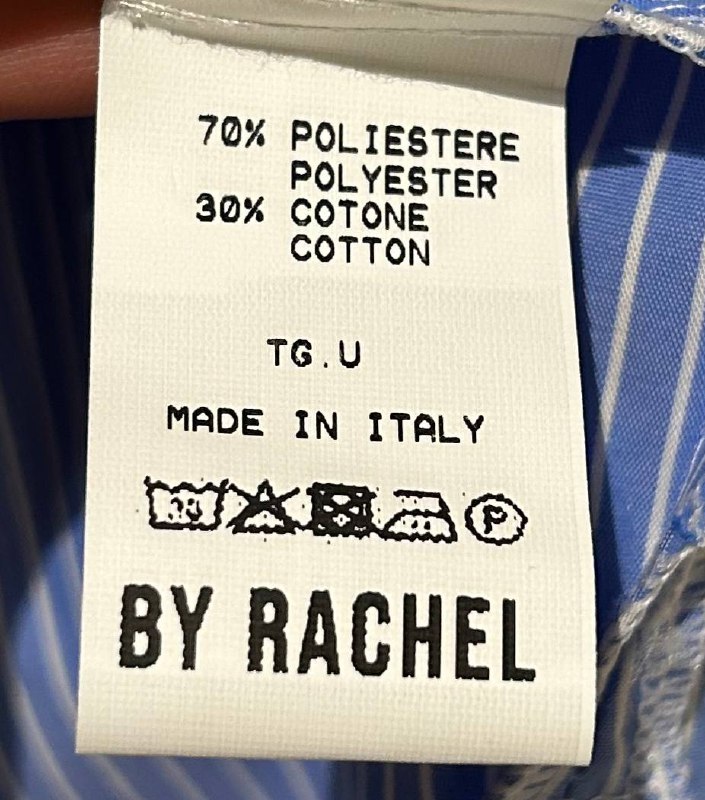 70% POLIESTERE
POLYESTER
30% COTONE
COTTON
TG.U
MADE IN ITALY
P
BY RACHEL